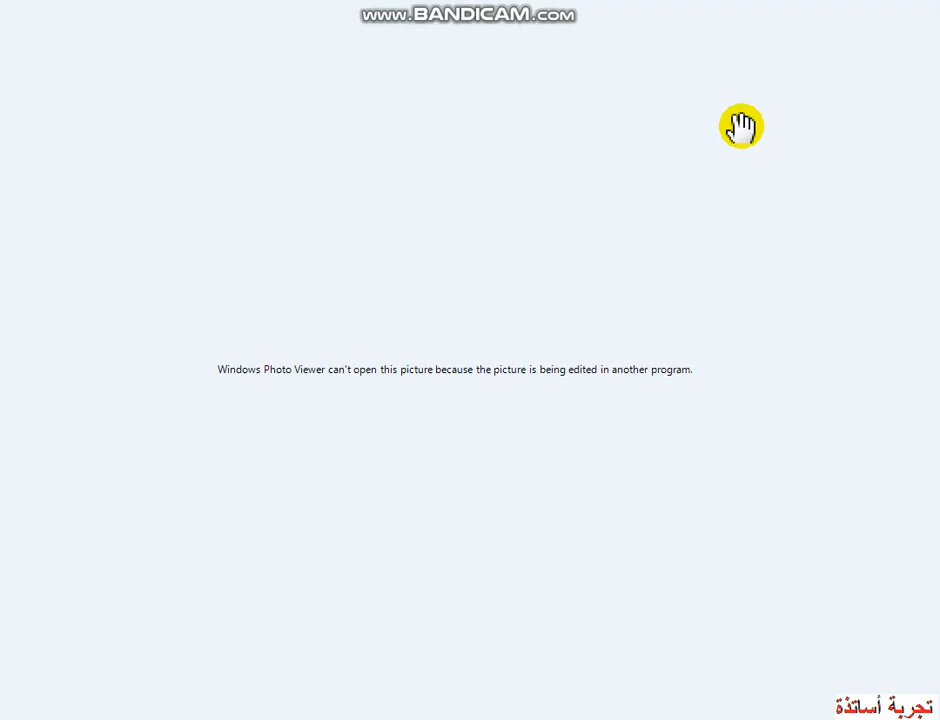 www.BANDICAM.com
Windows Photo Viewer can't open this picture because the picture is being edited in another program.
تجربة أساتذة